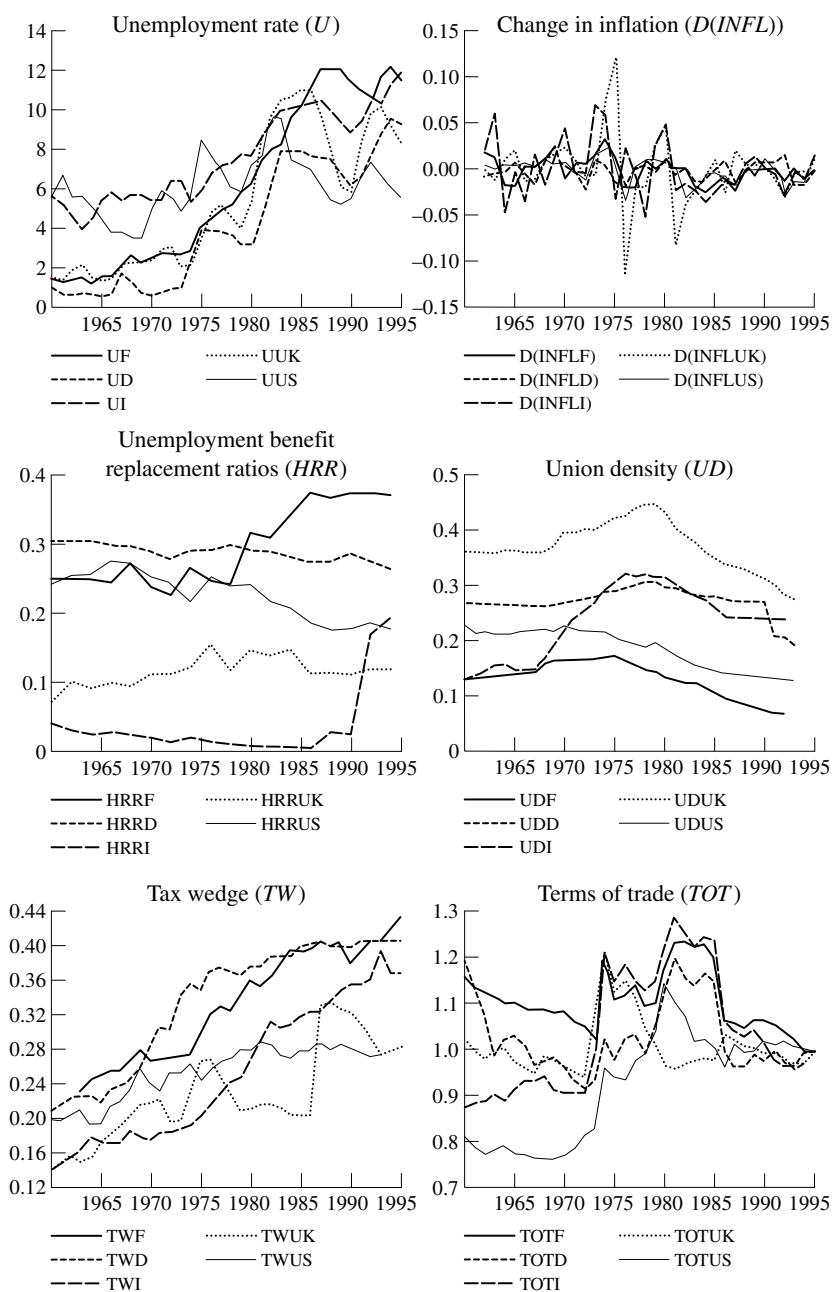 Unemployment rate (U)
14
12
10
8
6
4
2
0
1965 1970 1975 1980 1985 1990 1995
UF UUK
UD UUS
UI
Change in inflation (D(INFL))
0.15
0.10
0.05
0.00
–0.05
–0.10
–0.15
1965 1970 1975 1980 1985 1990 1995
D(INFLF) D(INFLUK)
D(INFLD) D(INFLUS)
D(INFLI)
Unemployment benefit
replacement ratios (HRR)
0.4
0.3
0.2
0.1
0
1965 1970 1975 1980 1985 1990 1995
HRRF HRRUK
HRRD HRRUS
HRRI
Union density (UD)
0.5
0.4
0.3
0.2
0.1
0
1965 1970 1975 1980 1985 1990 1995
UDF UDUK
UDD UDUS
UDI
Tax wedge (TW)
0.44
0.40
0.36
0.32
0.28
0.24
0.20
0.16
0.12
1965 1970 1975 1980 1985 1990 1995
TWF TWUK
TWD TWUS
TWI
Terms of trade (TOT)
1.3
1.2
1.1
1.0
0.9
0.8
0.7
1965 1970 1975 1980 1985 1990 1995
TOTF TOTUK
TOTD TOTUS
TOTI